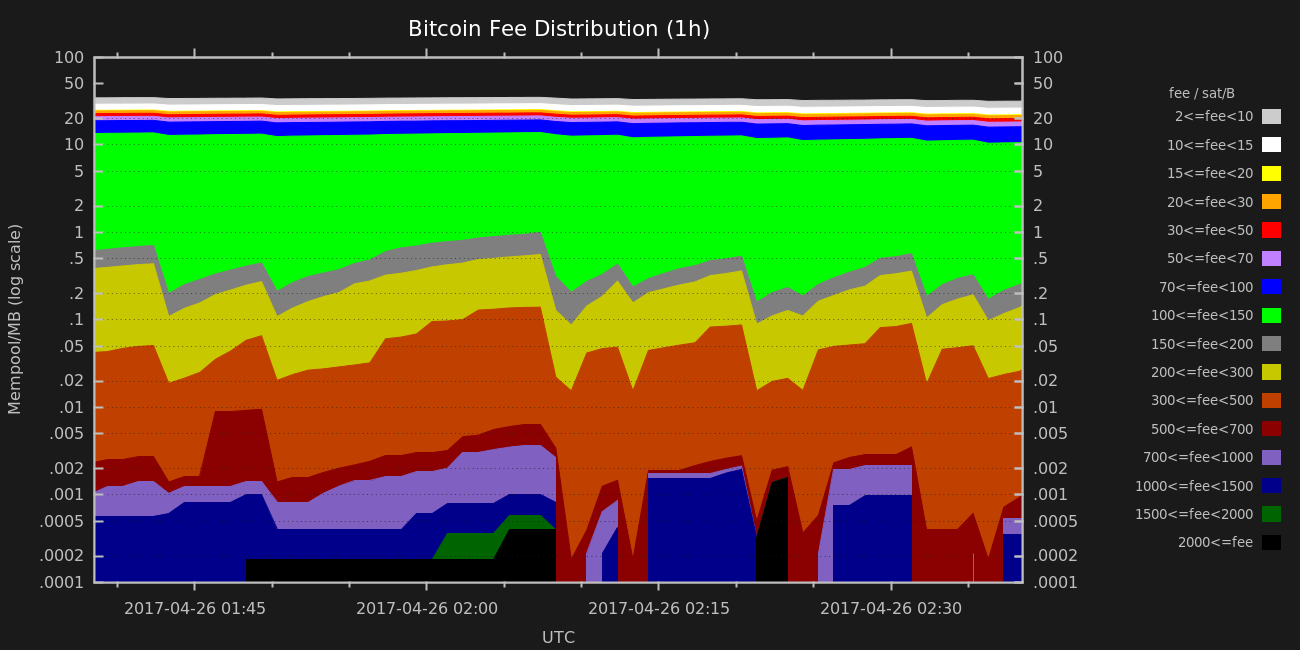 Bitcoin Fee Distribution (1h)
100 100
50 50
20 20
10 10
5 5
2 2
1 1
.5 .5
.2 .2
.1 .1
.05 .05
.02 .02
.01 .01
.005 .005
.002 .002
.001 .001
.0005 .0005
.0002 .0002
.0001 .0001
Mempool/MB (log scale)
2017-04-26 01:45 2017-04-26 02:00 2017-04-26 02:15 2017-04-26 02:30
UTC
fee / sat/B
2<=fee<10
10<=fee<15
15<=fee<20
20<=fee<30
30<=fee<50
50<=fee<70
70<=fee<100
100<=fee<150
150<=fee<200
200<=fee<300
300<=fee<500
500<=fee<700
700<=fee<1000
1000<=fee<1500
1500<=fee<2000
2000<=fee